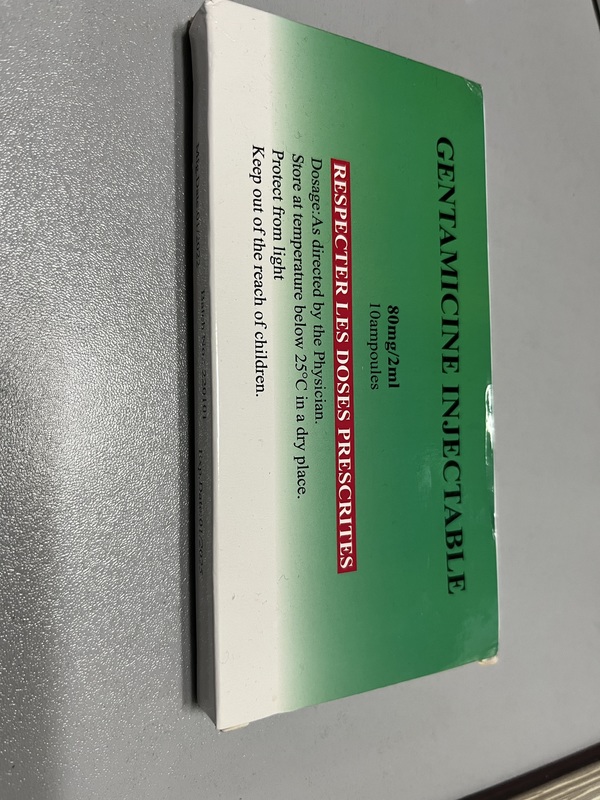 GENTAMICINE INJECTABLE
80mg/2ml
10ampoules
RESPECTER LES DOSES PRESCRITES
Dosage:As directed by the Physician.
Store at temperature below 25°C in a dry place.
Protect from light
Keep out of the reach of children.